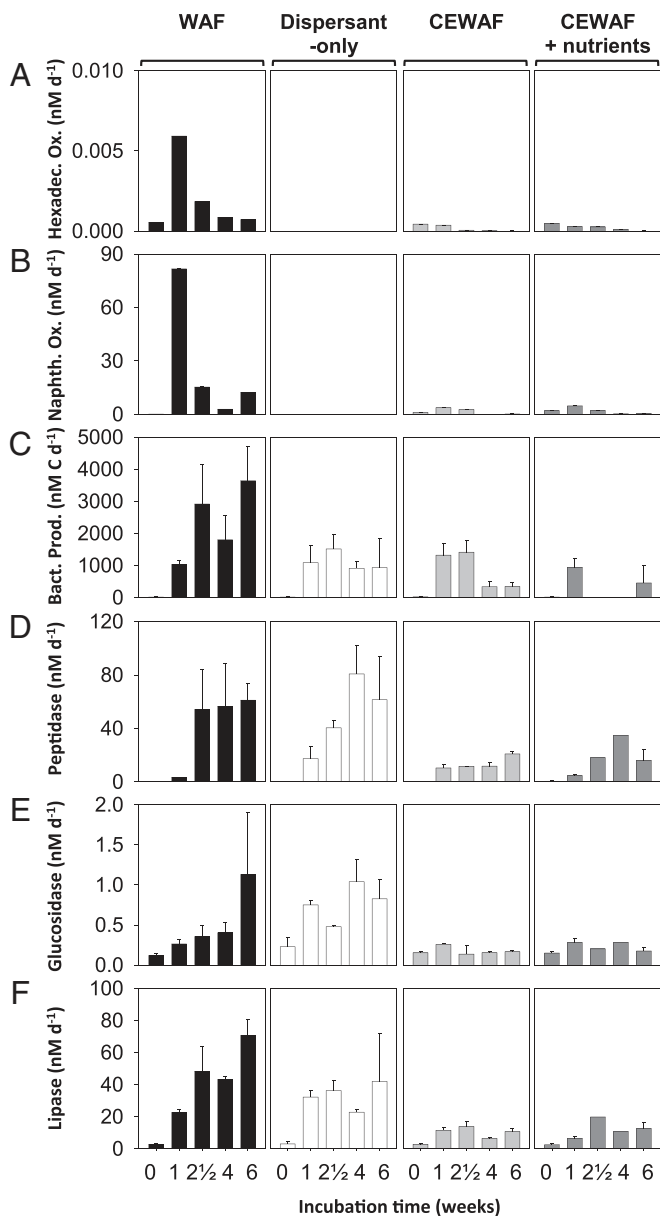 WAF
Dispersant
-only
CEWAF
CEWAF
+ nutrients
A
Hexadec. Ox. (nM d-1)
0.010
0.005
0.000
B
Naphth. Ox. (nM d-1)
90
60
30
0
C
Bact. Prod. (nM C d-1)
5000
4000
3000
2000
1000
0
D
Peptidase (nM d-1)
120
80
40
0
E
Glucosidase (nM d-1)
2.0
1.5
1.0
0.5
0.0
F
Lipase (nM d-1)
100
80
60
40
20
0
0 1 2½ 4 6 0 1 2½ 4 6 0 1 2½ 4 6 0 1 2½ 4 6
Incubation time (weeks)